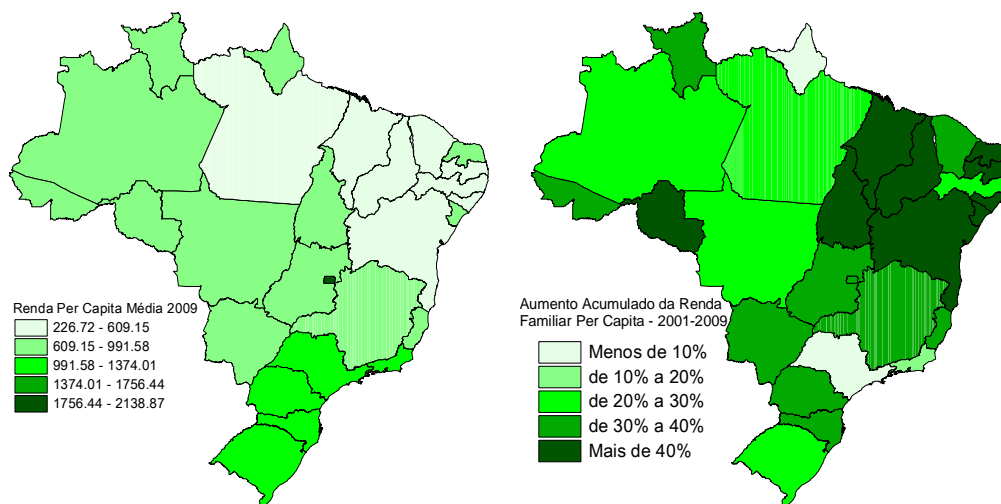 Renda Per Capita Média 2009
226.72 - 609.15
609.15 - 991.58
991.58 - 1374.01
1374.01 - 1756.44
1756.44 - 2138.87
Aumento Acumulado da Renda
Familiar Per Capita - 2001-2009
Menos de 10%
de 10% a 20%
de 20% a 30%
de 30% a 40%
Mais de 40%